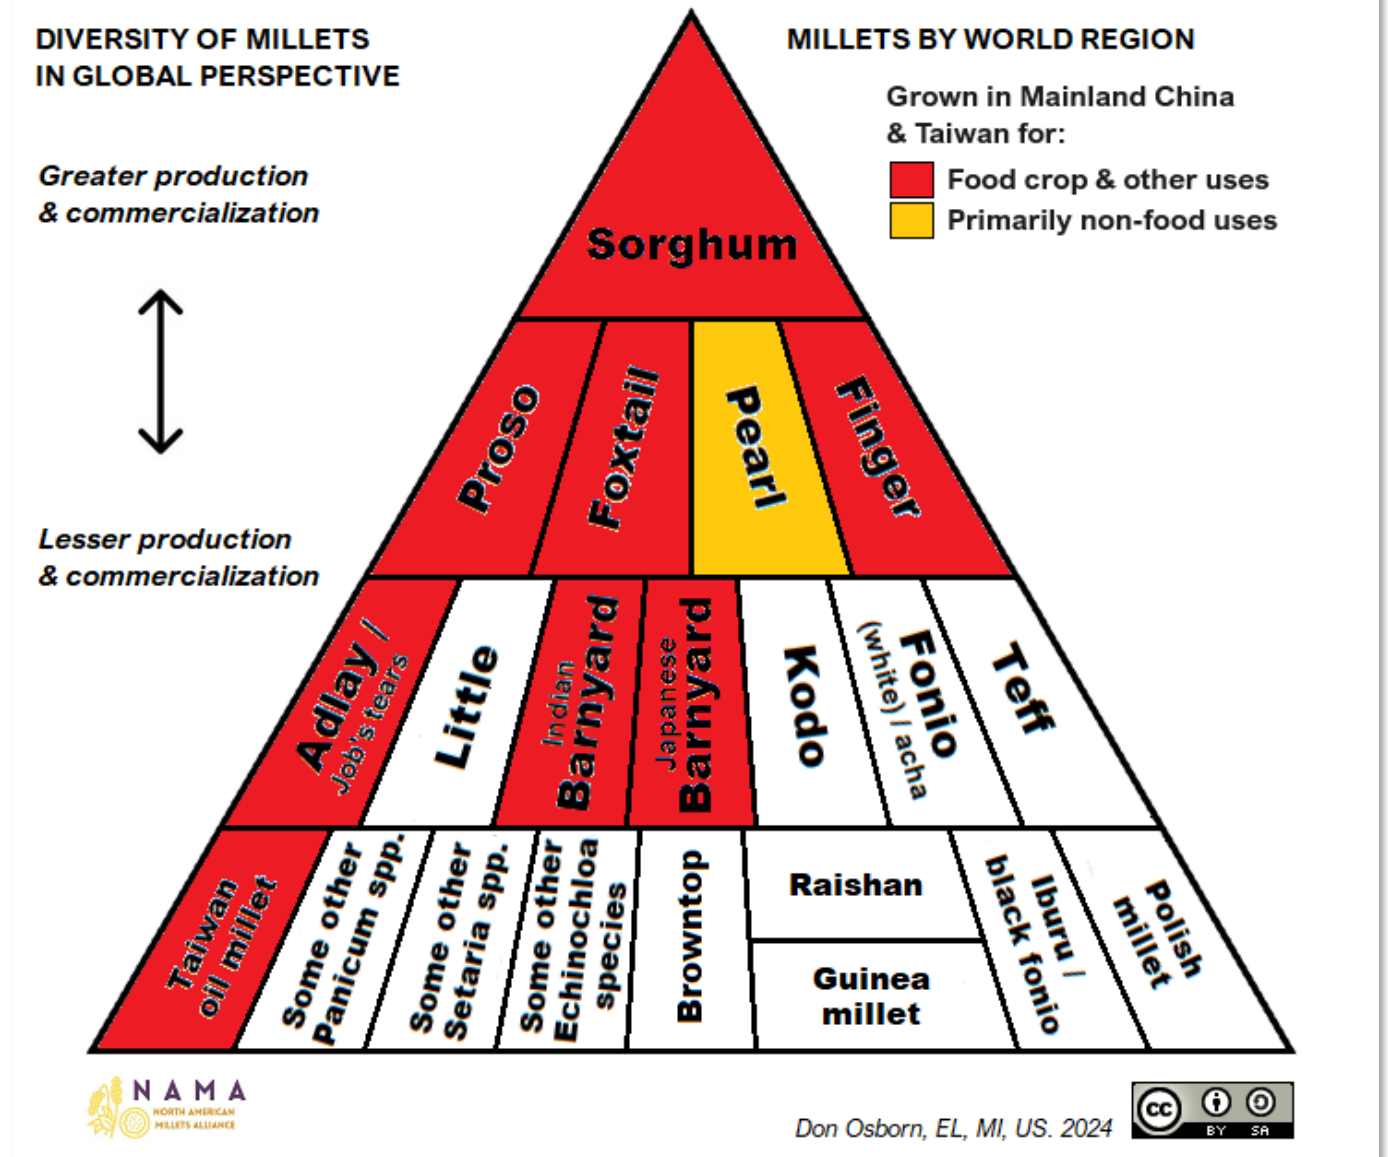 DIVERSITY OF MILLETS
IN GLOBAL PERSPECTIVE
MILLETS BY WORLD REGION
Grown in Mainland China
& Taiwan for:
Food crop & other uses
Primarily non-food uses
Greater production
& commercialization
Lesser production
& commercialization
Sorghum
Proso
Foxtail
Pearl
Finger
Adlay /
Job's tears
Little
Indian
Barnyard
Japanese
Barnyard
Kodo
Fonio
(white) / acha
Teff
Taiwan
oil millet
Some other
Panicum spp.
Some other
Setaria spp.
Some other
Echinochloa
species
Browntop
Raishan
Guinea
millet
Iburu /
black fonio
Polish
millet
NAMA
NORTH AMERICAN
MILLETS ALLIANCE
Don Osborn, EL, MI, US. 2024
cc
BY SA